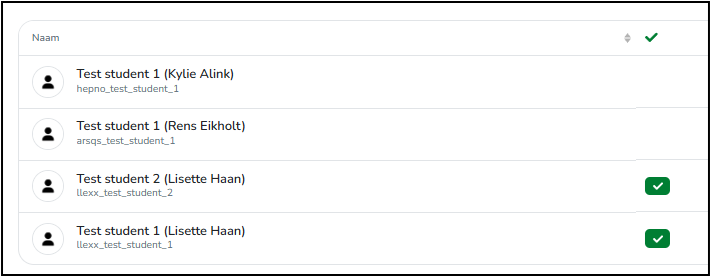 Naam
Test student 1 (Kylie Alink)
hepno_test_student_1
Test student 1 (Rens Eikholt)
arsqs_test_student_1
Test student 2 (Lisette Haan)
llexx_test_student_2
Test student 1 (Lisette Haan)
llexx_test_student_1